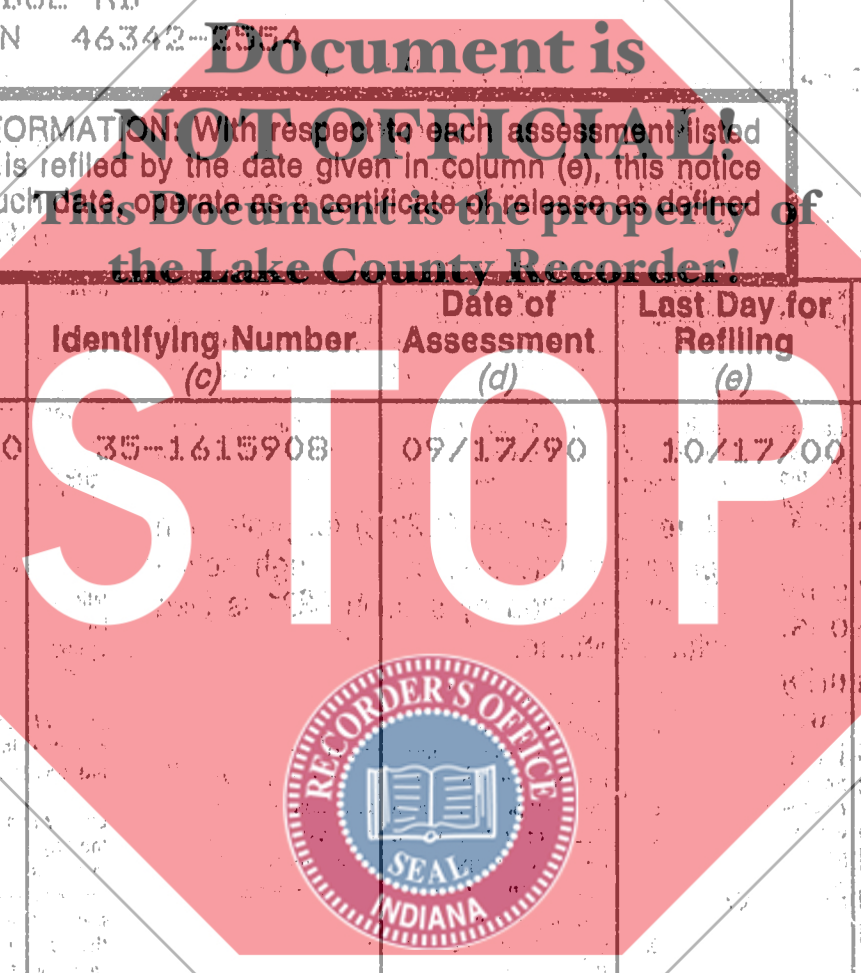 N 46342-2554
Document is
NOT OFFICIAL!
This Document is the property of
the Lake County Recorder!
ORMATION: With respect to each assessment listed
is refiled by the date given in column (e), this notice
uch date, operate as a certificate of release as defined
Identifying Number
(c)
Date of
Assessment
(d)
Last Day for
Refiling
(e)
0 35-1615908 09/17/90 10/17/00
STOP
RECORDER'S OFFICE
SEAL
INDIANA